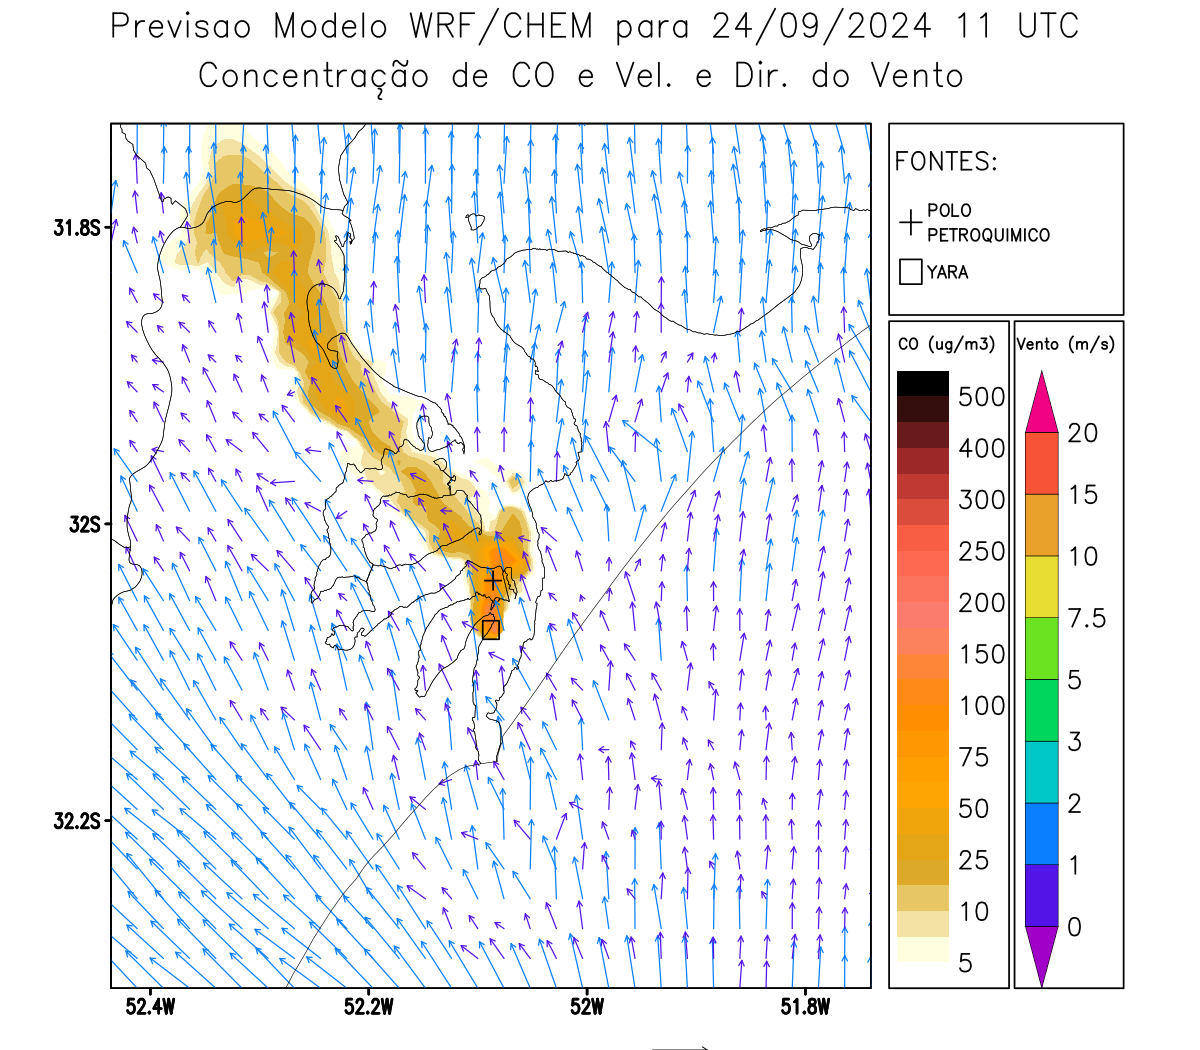 Previsao Modelo WRF/CHEM para 24/09/2024 11 UTC
Concentração de CO e Vel. e Dir. do Vento
FONTES:
POLO
PETROQUIMICO
YARA
CO (ug/m3)
500
400
300
250
200
150
100
75
50
25
10
5
Vento (m/s)
20
15
10
7.5
5
3
2
1
0
31.8S
32S
32.2S
52.4W
52.2W
52W
51.8W